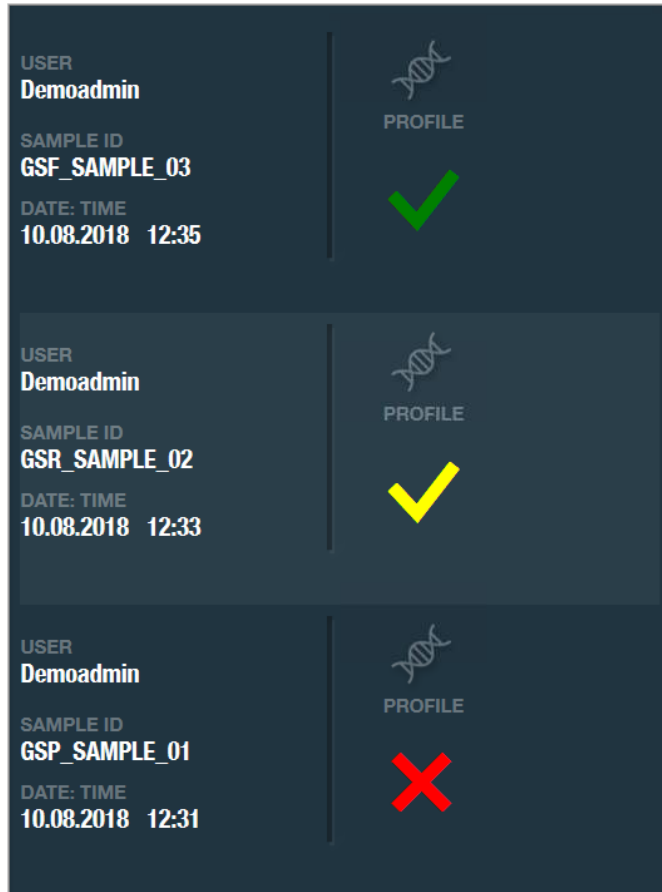 USER
Demoadmin
PROFILE
SAMPLE ID
GSF_SAMPLE_03
DATE: TIME
10.08.2018 12:35
USER
Demoadmin
PROFILE
SAMPLE ID
GSR_SAMPLE_02
DATE: TIME
10.08.2018 12:33
USER
Demoadmin
PROFILE
SAMPLE ID
GSP_SAMPLE_01
DATE: TIME
10.08.2018 12:31